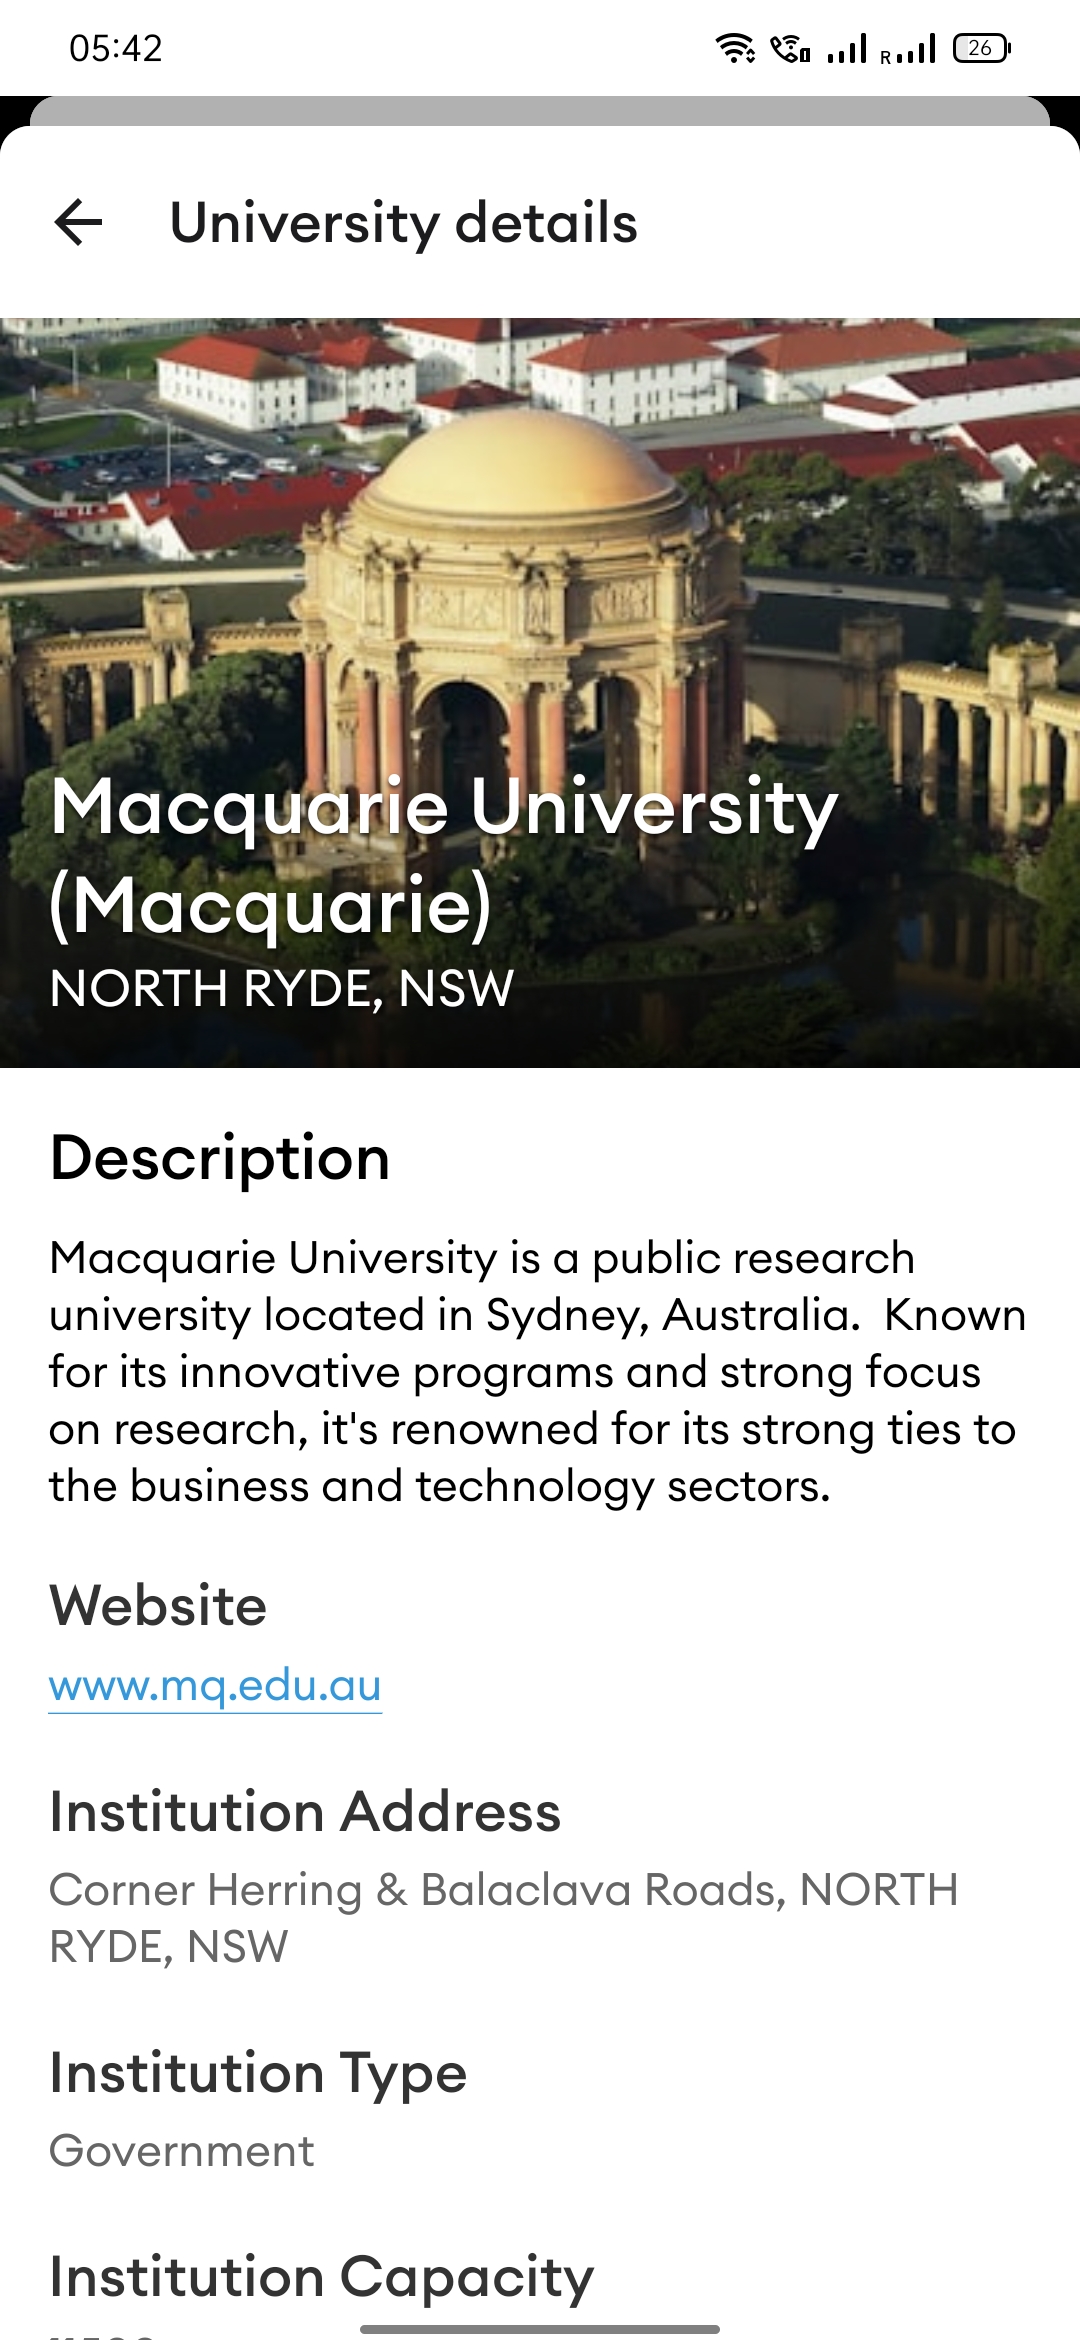 05:42
R
26
University details
Macquarie University
(Macquarie)
NORTH RYDE, NSW
Description
Macquarie University is a public research
university located in Sydney, Australia.  Known
for its innovative programs and strong focus
on research, it's renowned for its strong ties to
the business and technology sectors.
Website
www.mq.edu.au
Institution Address
Corner Herring & Balaclava Roads, NORTH
RYDE, NSW
Institution Type
Government
Institution Capacity